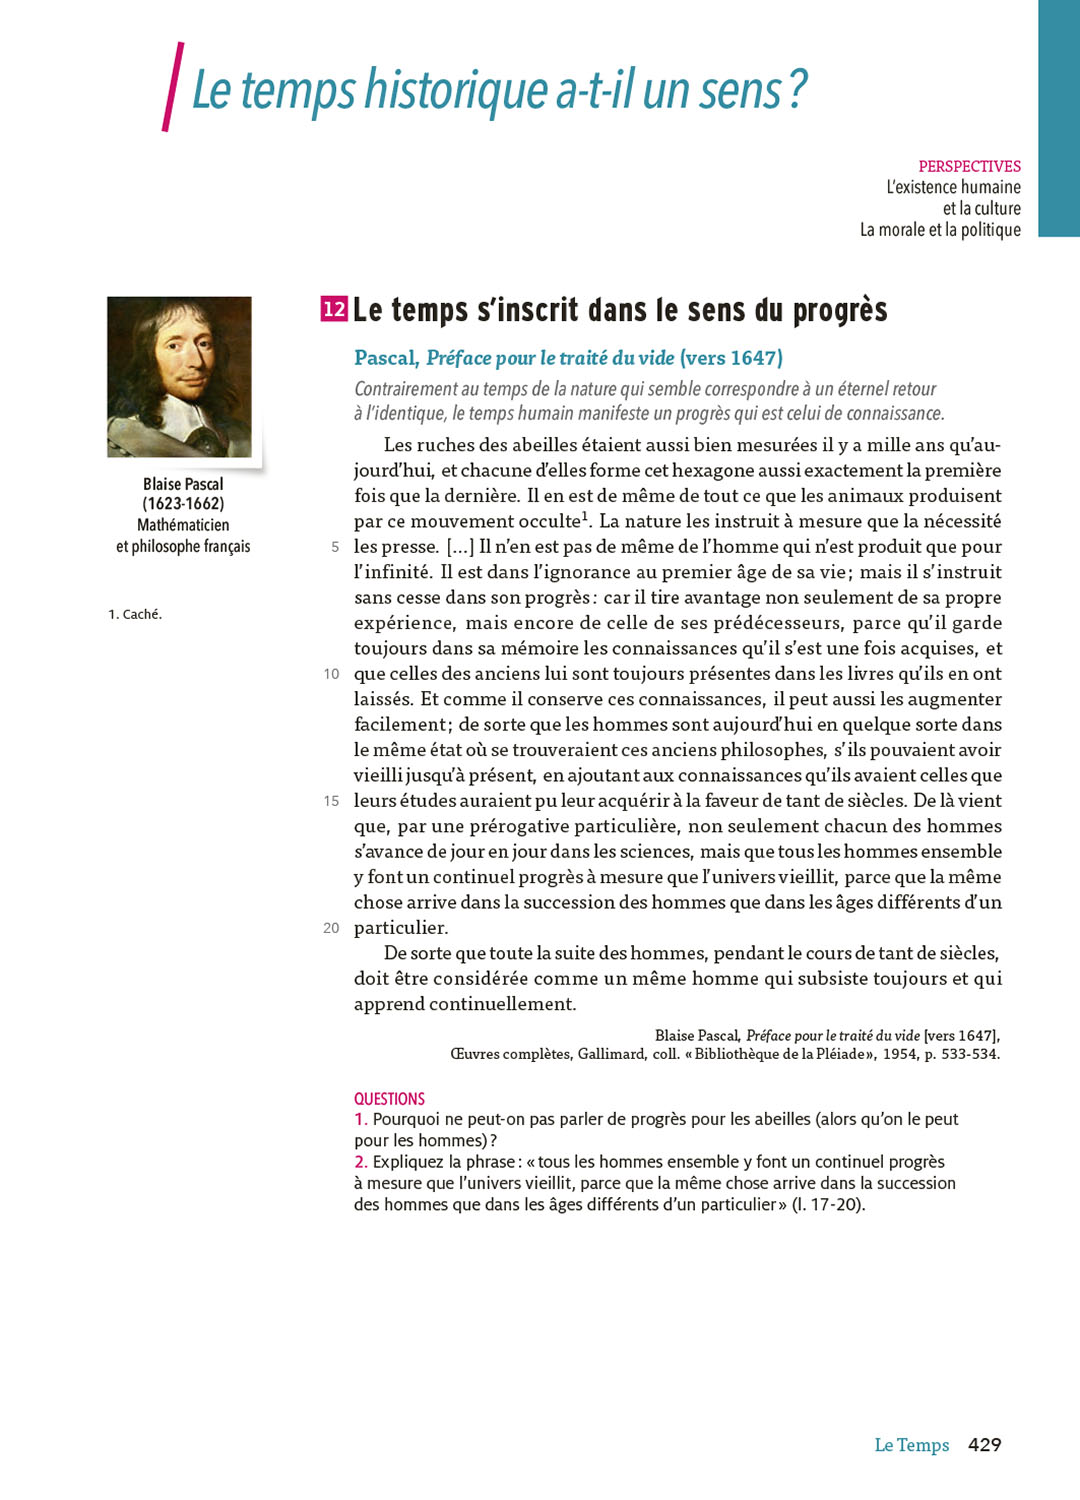 Le temps historique a-t-il un sens ?
PERSPECTIVES
L'existence humaine
et la culture
La morale et la politique
Blaise Pascal
(1623-1662)
Mathématicien
et philosophe français
1. Caché.
12 Le temps s'inscrit dans le sens du progrès
Pascal, Préface pour le traité du vide (vers 1647)
Contrairement au temps de la nature qui semble correspondre à un éternel retour
à l'identique, le temps humain manifeste un progrès qui est celui de connaissance.
Les ruches des abeilles étaient aussi bien mesurées il y a mille ans qu'au-
jourd'hui, et chacune d'elles forme cet hexagone aussi exactement la première
fois que la dernière. Il en est de même de tout ce que les animaux produisent
par ce mouvement occulte1. La nature les instruit à mesure que la nécessité
5 les presse. [...] Il n'en est pas de même de l'homme qui n'est produit que pour
l'infinité. Il est dans l'ignorance au premier âge de sa vie ; mais il s'instruit
sans cesse dans son progrès : car il tire avantage non seulement de sa propre
expérience, mais encore de celle de ses prédécesseurs, parce qu'il garde
toujours dans sa mémoire les connaissances qu'il s'est une fois acquises, et
10 que celles des anciens lui sont toujours présentes dans les livres qu'ils en ont
laissés. Et comme il conserve ces connaissances, il peut aussi les augmenter
facilement ; de sorte que les hommes sont aujourd'hui en quelque sorte dans
le même état où se trouveraient ces anciens philosophes, s'ils pouvaient avoir
vieilli jusqu'à présent, en ajoutant aux connaissances qu'ils avaient celles que
15 leurs études auraient pu leur acquérir à la faveur de tant de siècles. De là vient
que, par une prérogative particulière, non seulement chacun des hommes
s'avance de jour en jour dans les sciences, mais que tous les hommes ensemble
y font un continuel progrès à mesure que l'univers vieillit, parce que la même
chose arrive dans la succession des hommes que dans les âges différents d'un
20 particulier.
De sorte que toute la suite des hommes, pendant le cours de tant de siècles,
doit être considérée comme un même homme qui subsiste toujours et qui
apprend continuellement.
Blaise Pascal, Préface pour le traité du vide [vers 1647],
Œuvres complètes, Gallimard, coll. « Bibliothèque de la Pléiade », 1954, p. 533-534.
QUESTIONS
1. Pourquoi ne peut-on pas parler de progrès pour les abeilles (alors qu'on le peut
pour les hommes) ?
2. Expliquez la phrase : « tous les hommes ensemble y font un continuel progrès
à mesure que l'univers vieillit, parce que la même chose arrive dans la succession
des hommes que dans les âges différents d'un particulier » (l. 17-20).
Le Temps 429